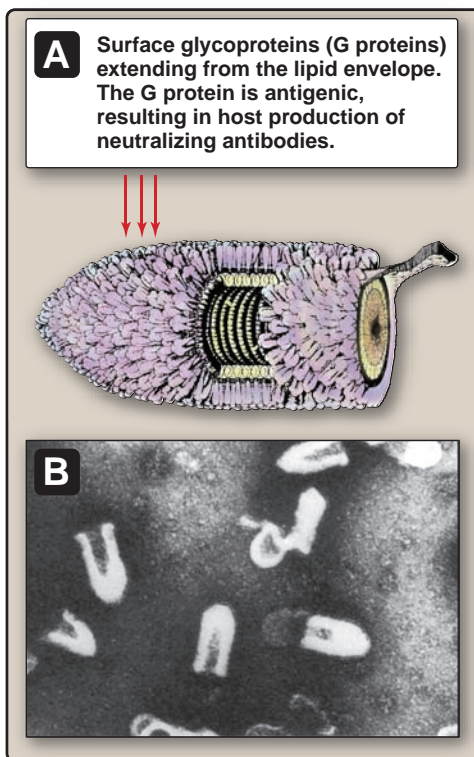 A
Surface glycoproteins (G proteins)
extending from the lipid envelope.
The G protein is antigenic,
resulting in host production of
neutralizing antibodies.
B